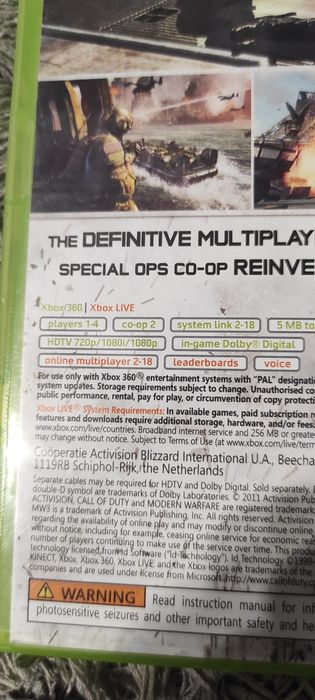 THE DEFINITIVE MULTIPLAY
SPECIAL OPS CO-OP REINVE
Xbox 360 | Xbox LIVE
players 1-4 co-op 2 system link 2-18 5 MB to
HDTV 720p/1080i/1080p in-game Dolby® Digital
online multiplayer 2-18 leaderboards voice
For use only with Xbox 360® entertainment systems with "PAL" designati
system updates. Storage requirements subject to change. Unauthorised co
public performance, rental, pay for play, or circumvention of copy protecti
Xbox LIVE® System Requirements: In available games, paid subscription r
features and downloads require additional storage, hardware, and/or fees.
www.xbox.com/live/countries. Broadband internet service and 256 MB or greate
may change without notice. Subject to Terms of Use (at www.xbox.com/live/term
Coöperatie Activision Blizzard International U.A., Beecha
1119RB Schiphol-Rijk, the Netherlands
Separate cables may be required for HDTV and Dolby Digital. Sold separately.
double-D symbol are trademarks of Dolby Laboratories. © 2011 Activision Pub
ACTIVISION, CALL OF DUTY and MODERN WARFARE are registered trademark
MW3 is a trademark of Activision Publishing, Inc. All rights reserved. Activision
regarding the availability of online play and may modify or discontinue online
without notice, including for example, ceasing online service for economic rea
number of players continuing to make use of the service over time. This produ
technology licensed from id Software ("id Technology"). id Technology ©1999
KINECT, Xbox, Xbox 360, Xbox LIVE, and the Xbox logos are trademarks of the
companies and are used under license from Microsoft. http://www.callofduty.c
WARNING Read instruction manual for inf
photosensitive seizures and other important safety and he